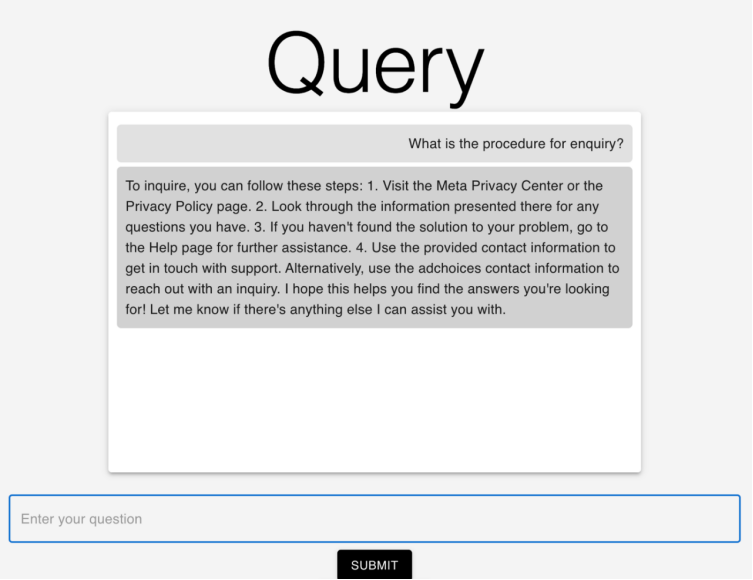 Query
What is the procedure for enquiry?
To inquire, you can follow these steps: 1. Visit the Meta Privacy Center or the
Privacy Policy page. 2. Look through the information presented there for any
questions you have. 3. If you haven't found the solution to your problem, go to
the Help page for further assistance. 4. Use the provided contact information to
get in touch with support. Alternatively, use the adchoices contact information to
reach out with an inquiry. I hope this helps you find the answers you're looking
for! Let me know if there's anything else I can assist you with.
Enter your question
SUBMIT